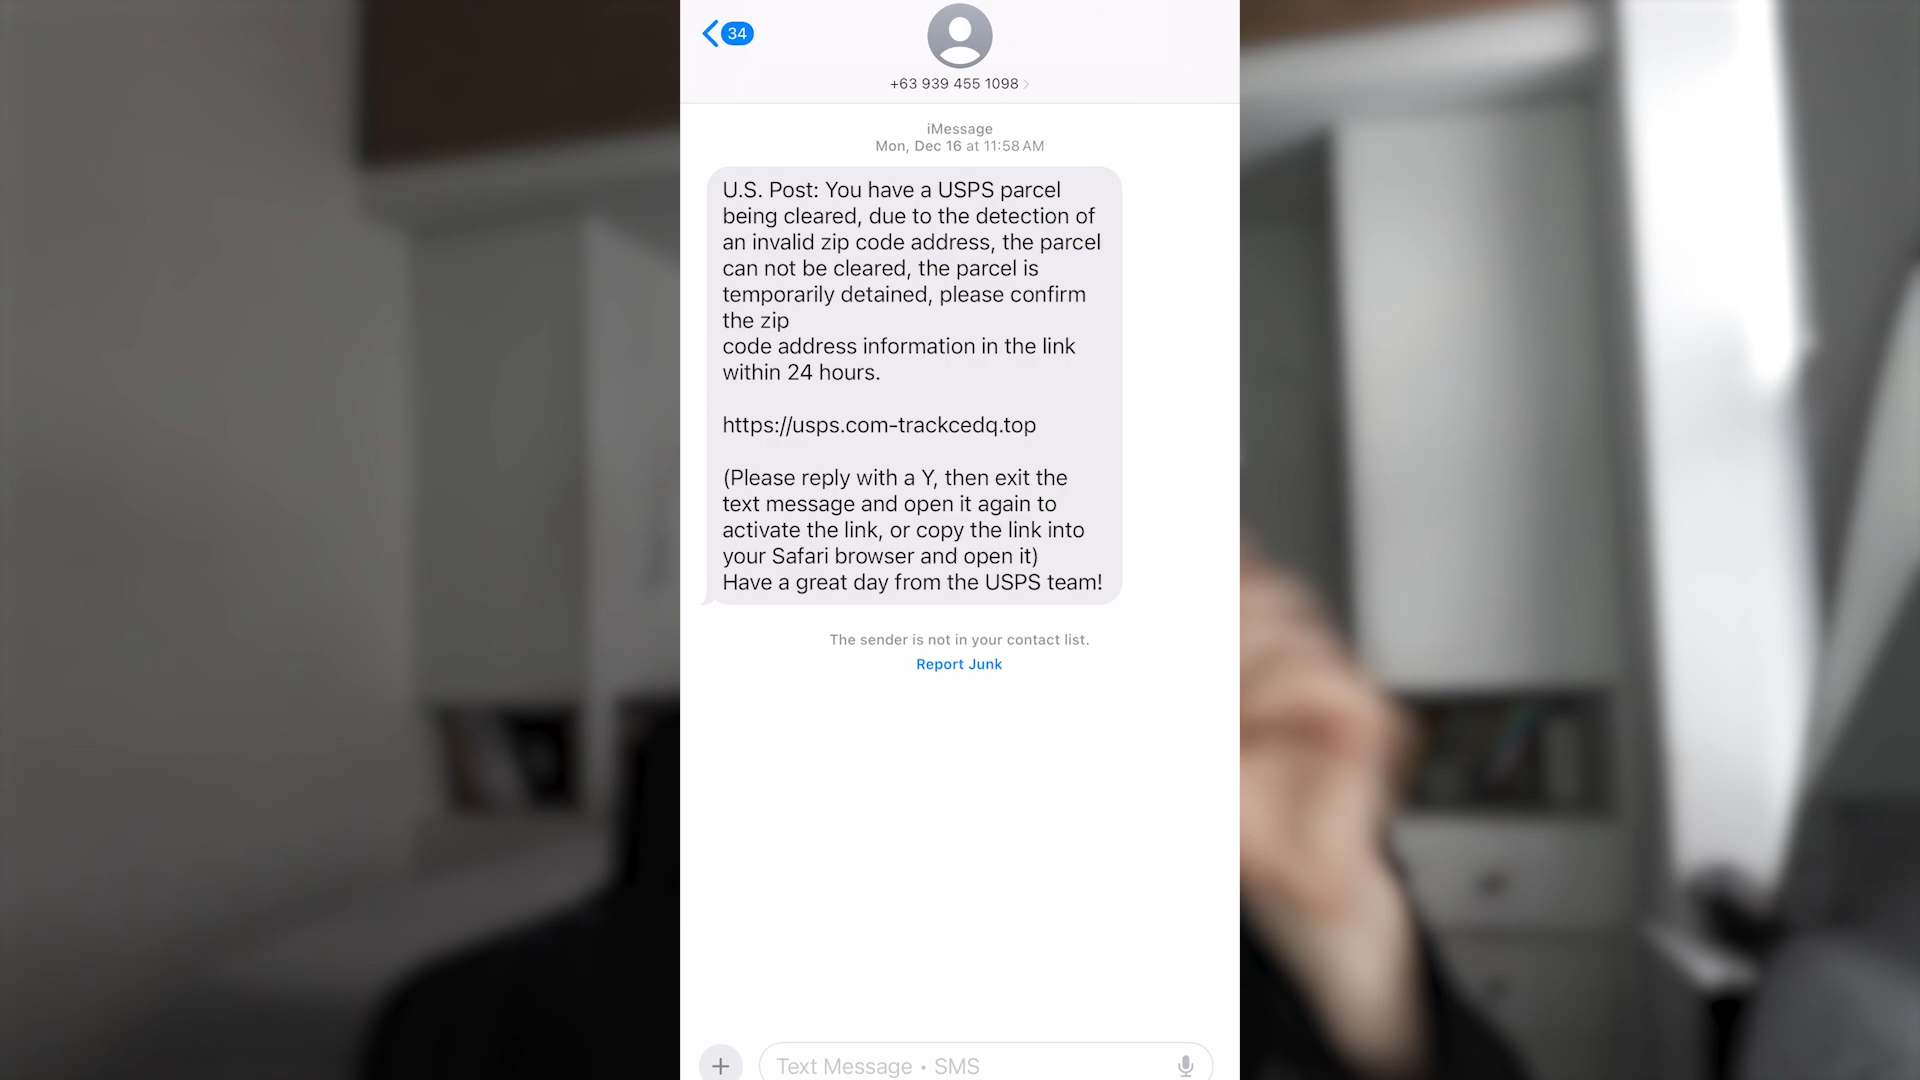 34
+63 939 455 1098
iMessage
Mon, Dec 16 at 11:58 AM
U.S. Post: You have a USPS parcel
being cleared, due to the detection of
an invalid zip code address, the parcel
can not be cleared, the parcel is
temporarily detained, please confirm
the zip
code address information in the link
within 24 hours.
https://usps.com-trackcedq.top
(Please reply with a Y, then exit the
text message and open it again to
activate the link, or copy the link into
your Safari browser and open it)
Have a great day from the USPS team!
The sender is not in your contact list.
Report Junk
Text Message • SMS